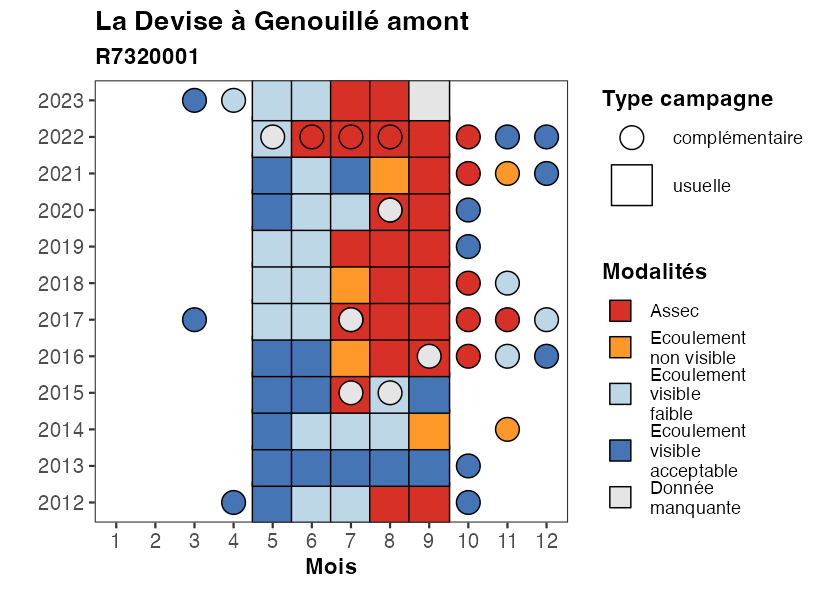 La Devise à Genouillé amont
R7320001
2023
2022
2021
2020
2019
2018
2017
2016
2015
2014
2013
2012
1 2 3 4 5 6 7 8 9 10 11 12
Mois
Type campagne
complémentaire
usuelle
Modalités
Assec
Ecoulement
non visible
Ecoulement
visible
faible
Ecoulement
visible
acceptable
Donnée
manquante